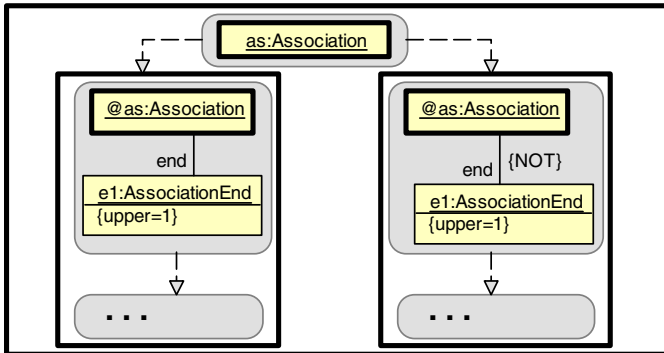 as:Association
@as:Association
end
e1:AssociationEnd
{upper=1}
...
@as:Association
end {NOT}
e1:AssociationEnd
{upper=1}
...